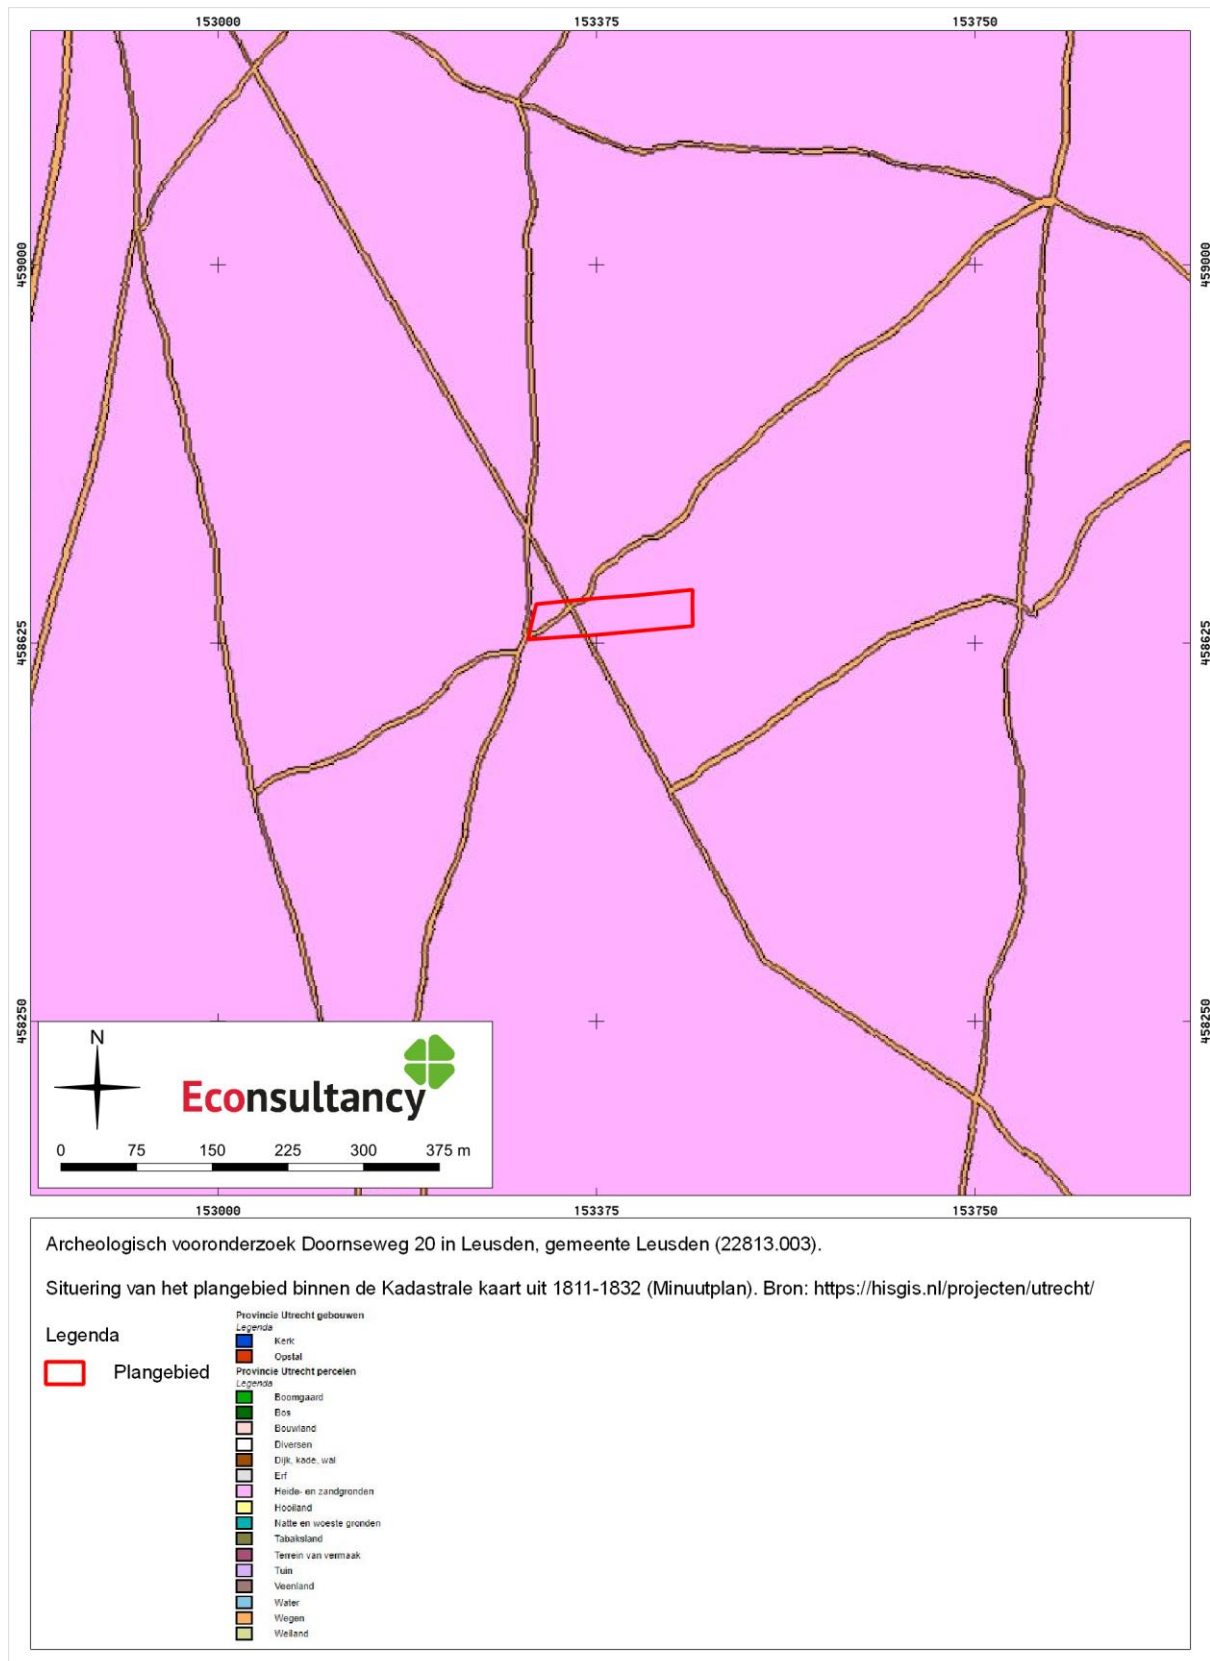 153000 153375 153750
459000 459000
458625 458625
458250 458250
N
Econsultancy
0 75 150 225 300 375 m
153000 153375 153750
Archeologisch vooronderzoek Doornseweg 20 in Leusden, gemeente Leusden (22813.003).
Situering van het plangebied binnen de Kadastrale kaart uit 1811-1832 (Minuutplan). Bron: https://hisgis.nl/projecten/utrecht/
Legenda
Plangebied
Provincie Utrecht gebouwen
Legenda
Kerk
Opstal
Provincie Utrecht percelen
Legenda
Boomgaard
Bos
Bouwland
Diversen
Dijk, kade, wal
Erf
Heide- en zandgronden
Hooiland
Natte en woeste gronden
Tabaksland
Terrein van vermaak
Tuin
Veenland
Water
Wegen
Weiland